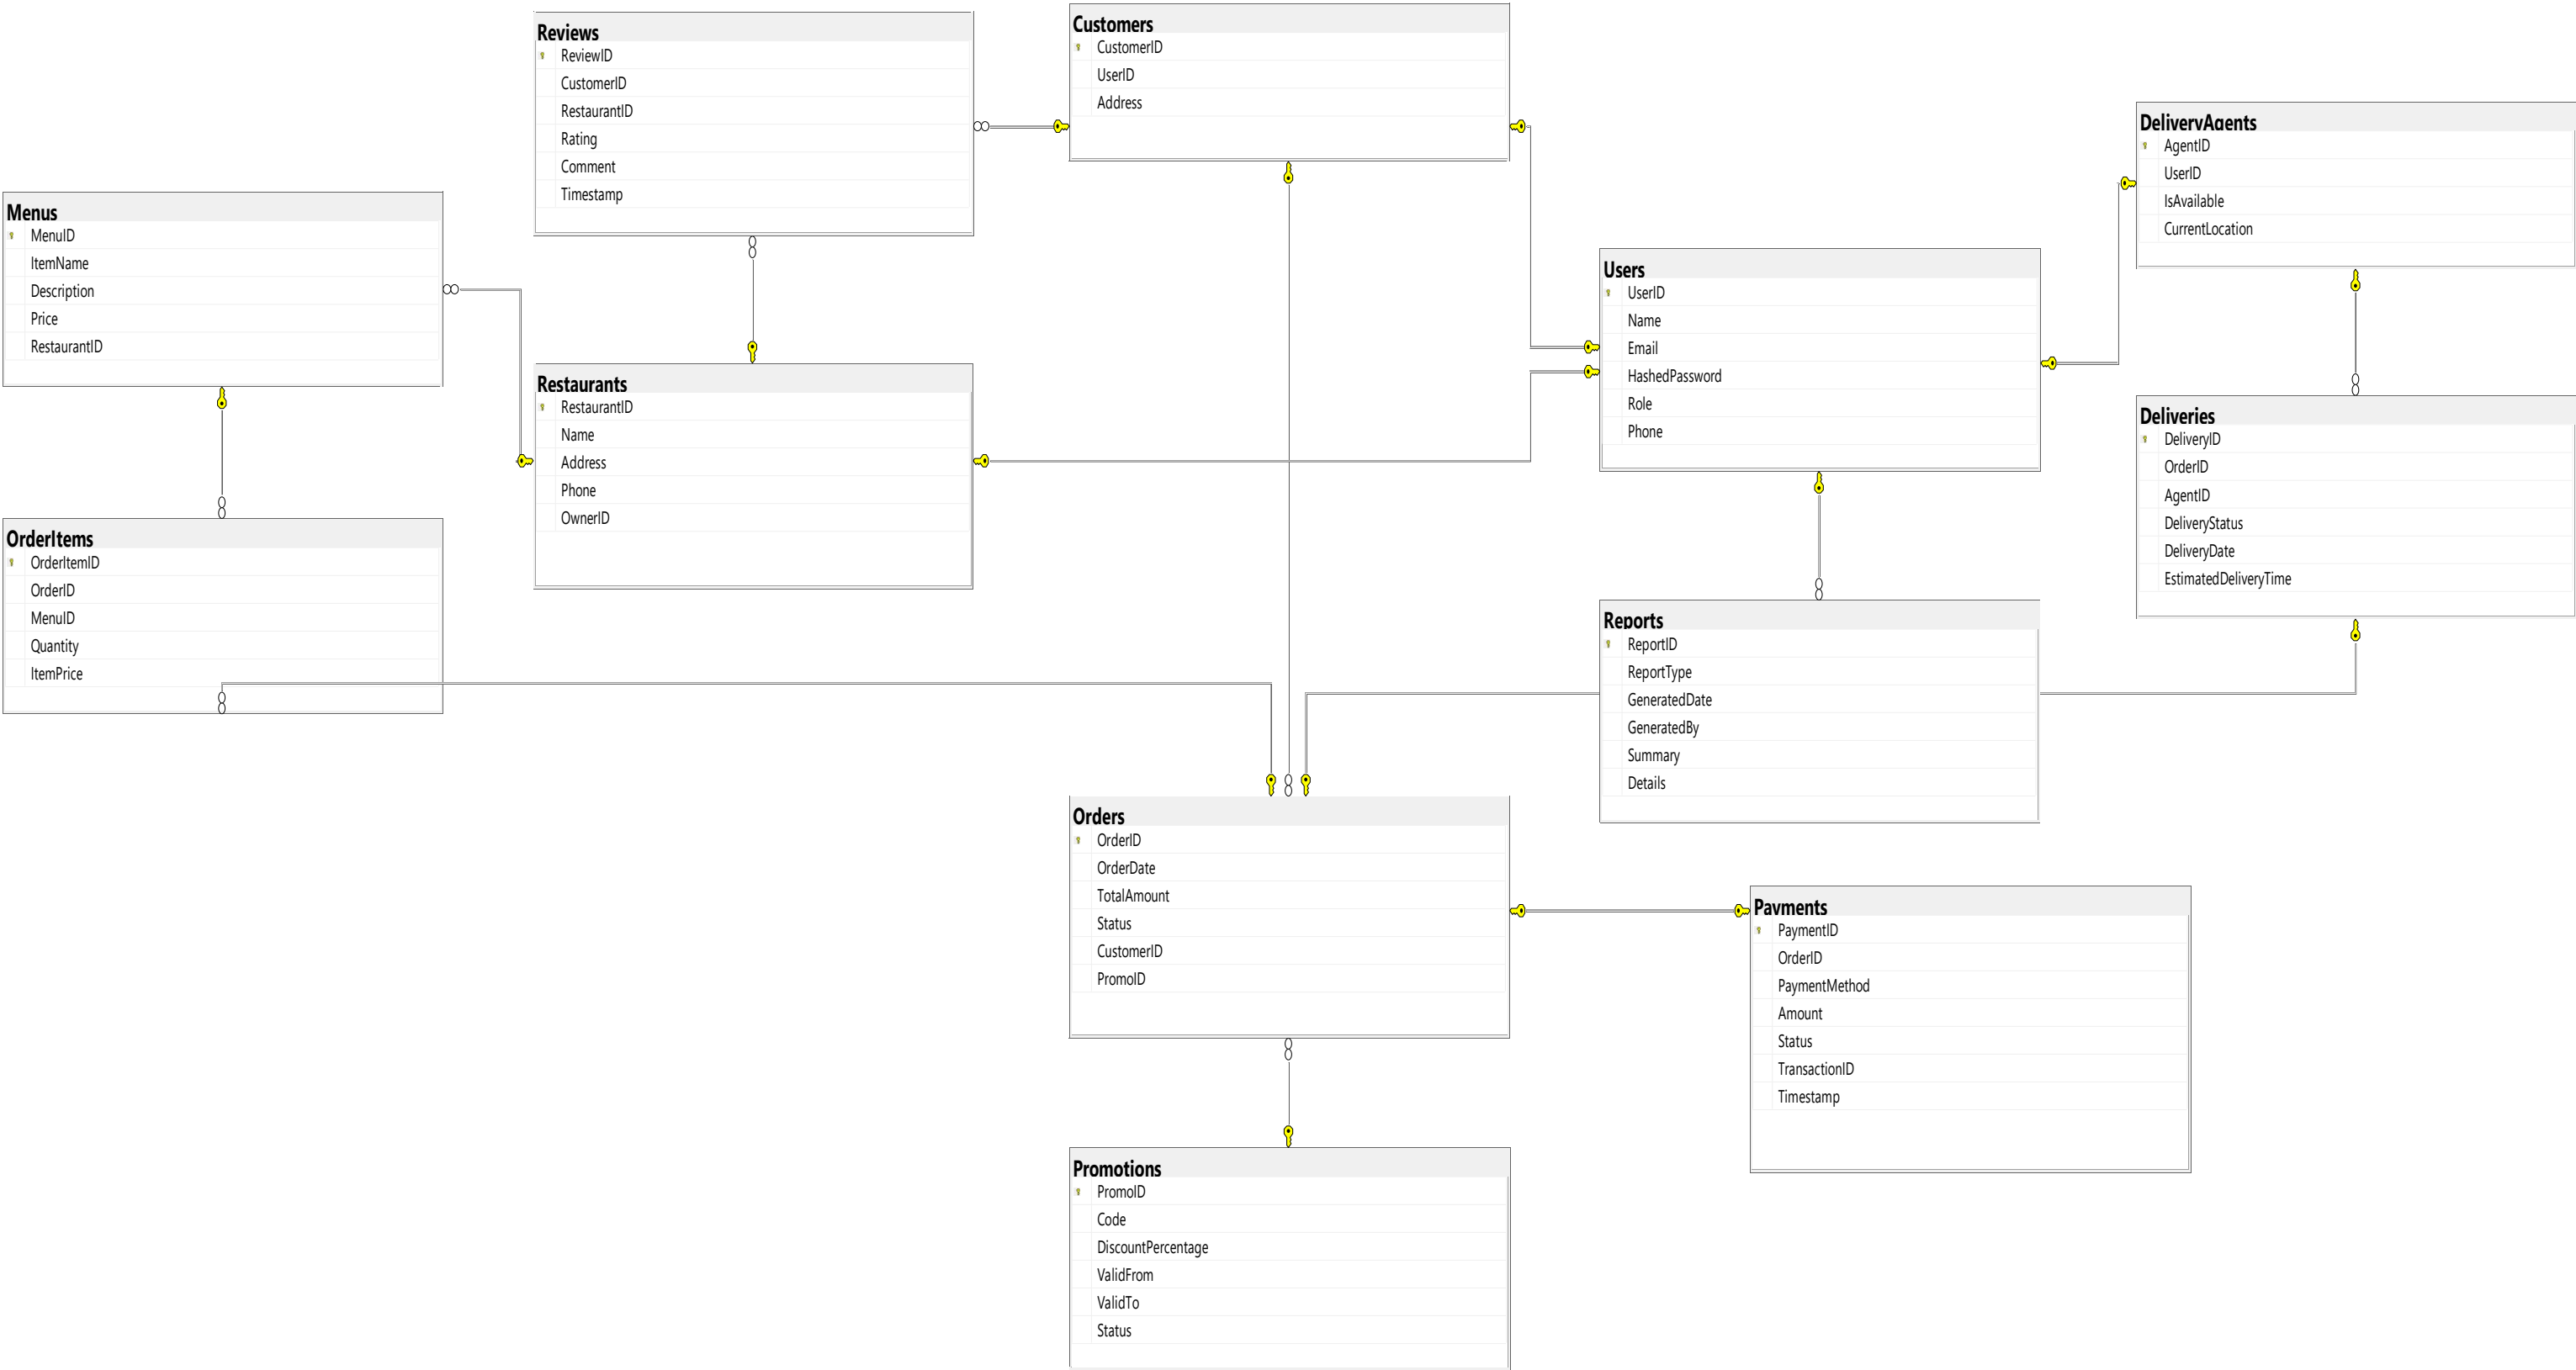 Reviews
ReviewID
CustomerID
RestaurantID
Rating
Comment
Timestamp
Customers
CustomerID
UserID
Address
DeliveryAgents
AgentID
UserID
IsAvailable
CurrentLocation
Menus
MenuID
ItemName
Description
Price
RestaurantID
Users
UserID
Name
Email
HashedPassword
Role
Phone
Restaurants
RestaurantID
Name
Address
Phone
OwnerID
Deliveries
DeliveryID
OrderID
AgentID
DeliveryStatus
DeliveryDate
EstimatedDeliveryTime
OrderItems
OrderItemID
OrderID
MenuID
Quantity
ItemPrice
Reports
ReportID
ReportType
GeneratedDate
GeneratedBy
Summary
Details
Orders
OrderID
OrderDate
TotalAmount
Status
CustomerID
PromoID
Payments
PaymentID
OrderID
PaymentMethod
Amount
Status
TransactionID
Timestamp
Promotions
PromoID
Code
DiscountPercentage
ValidFrom
ValidTo
Status